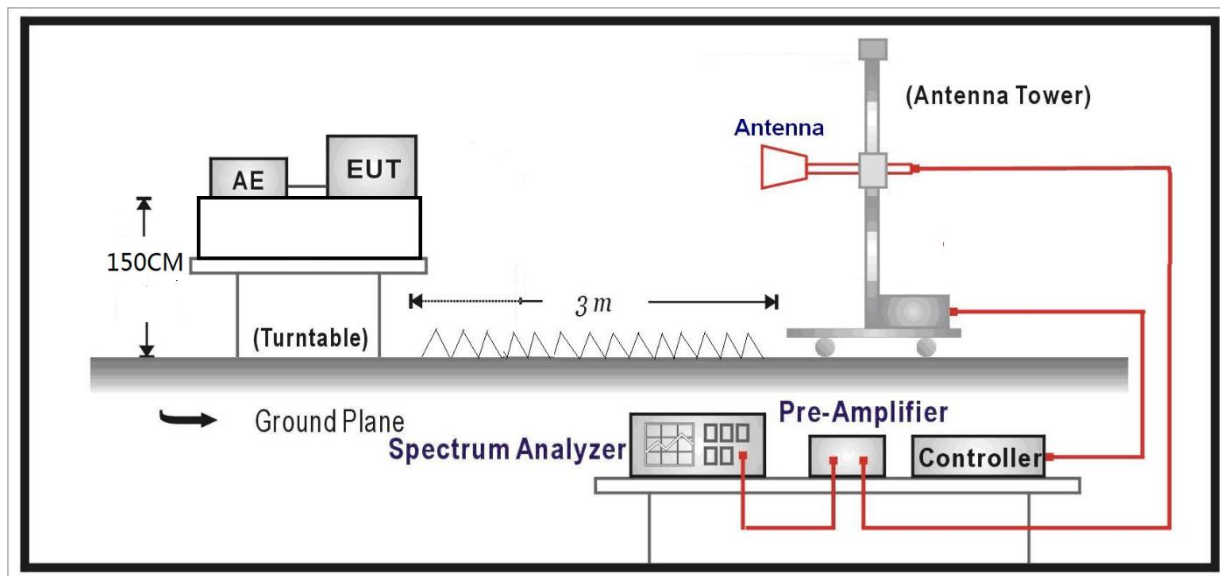 (Antenna Tower)
Antenna
EUT
AE
150CM
3 m
(Turntable)
Ground Plane
Pre-Amplifier
Spectrum Analyzer
Controller